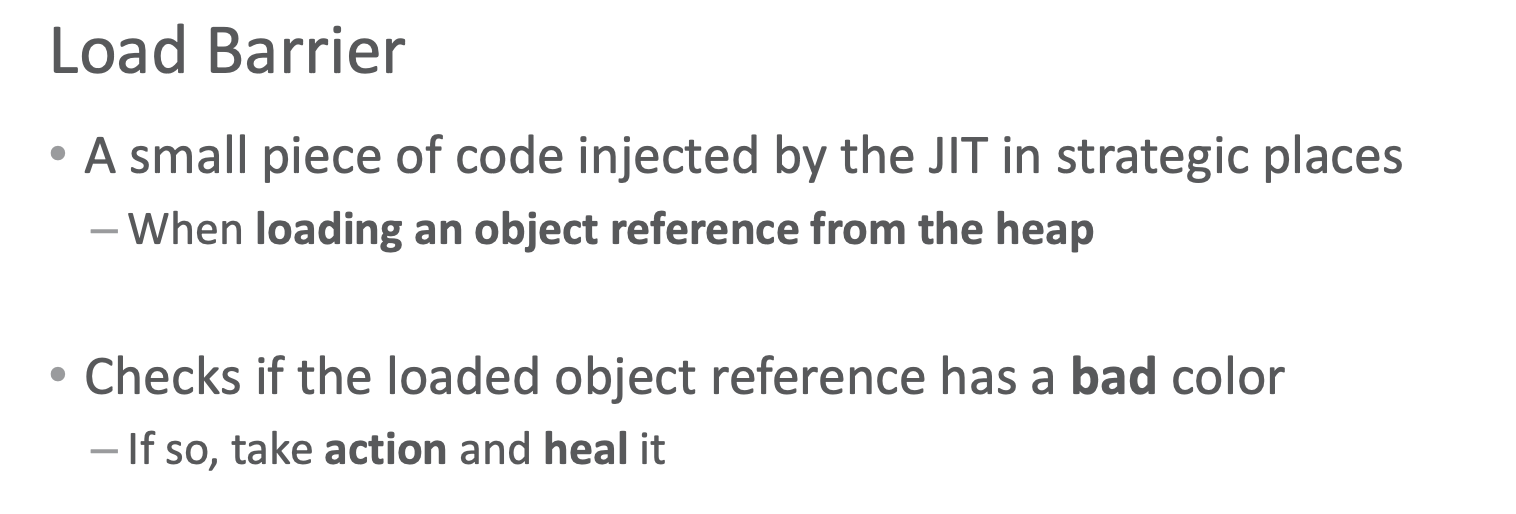 Load Barrier
• A small piece of code injected by the JIT in strategic places
– When loading an object reference from the heap
• Checks if the loaded object reference has a bad color
– If so, take action and heal it